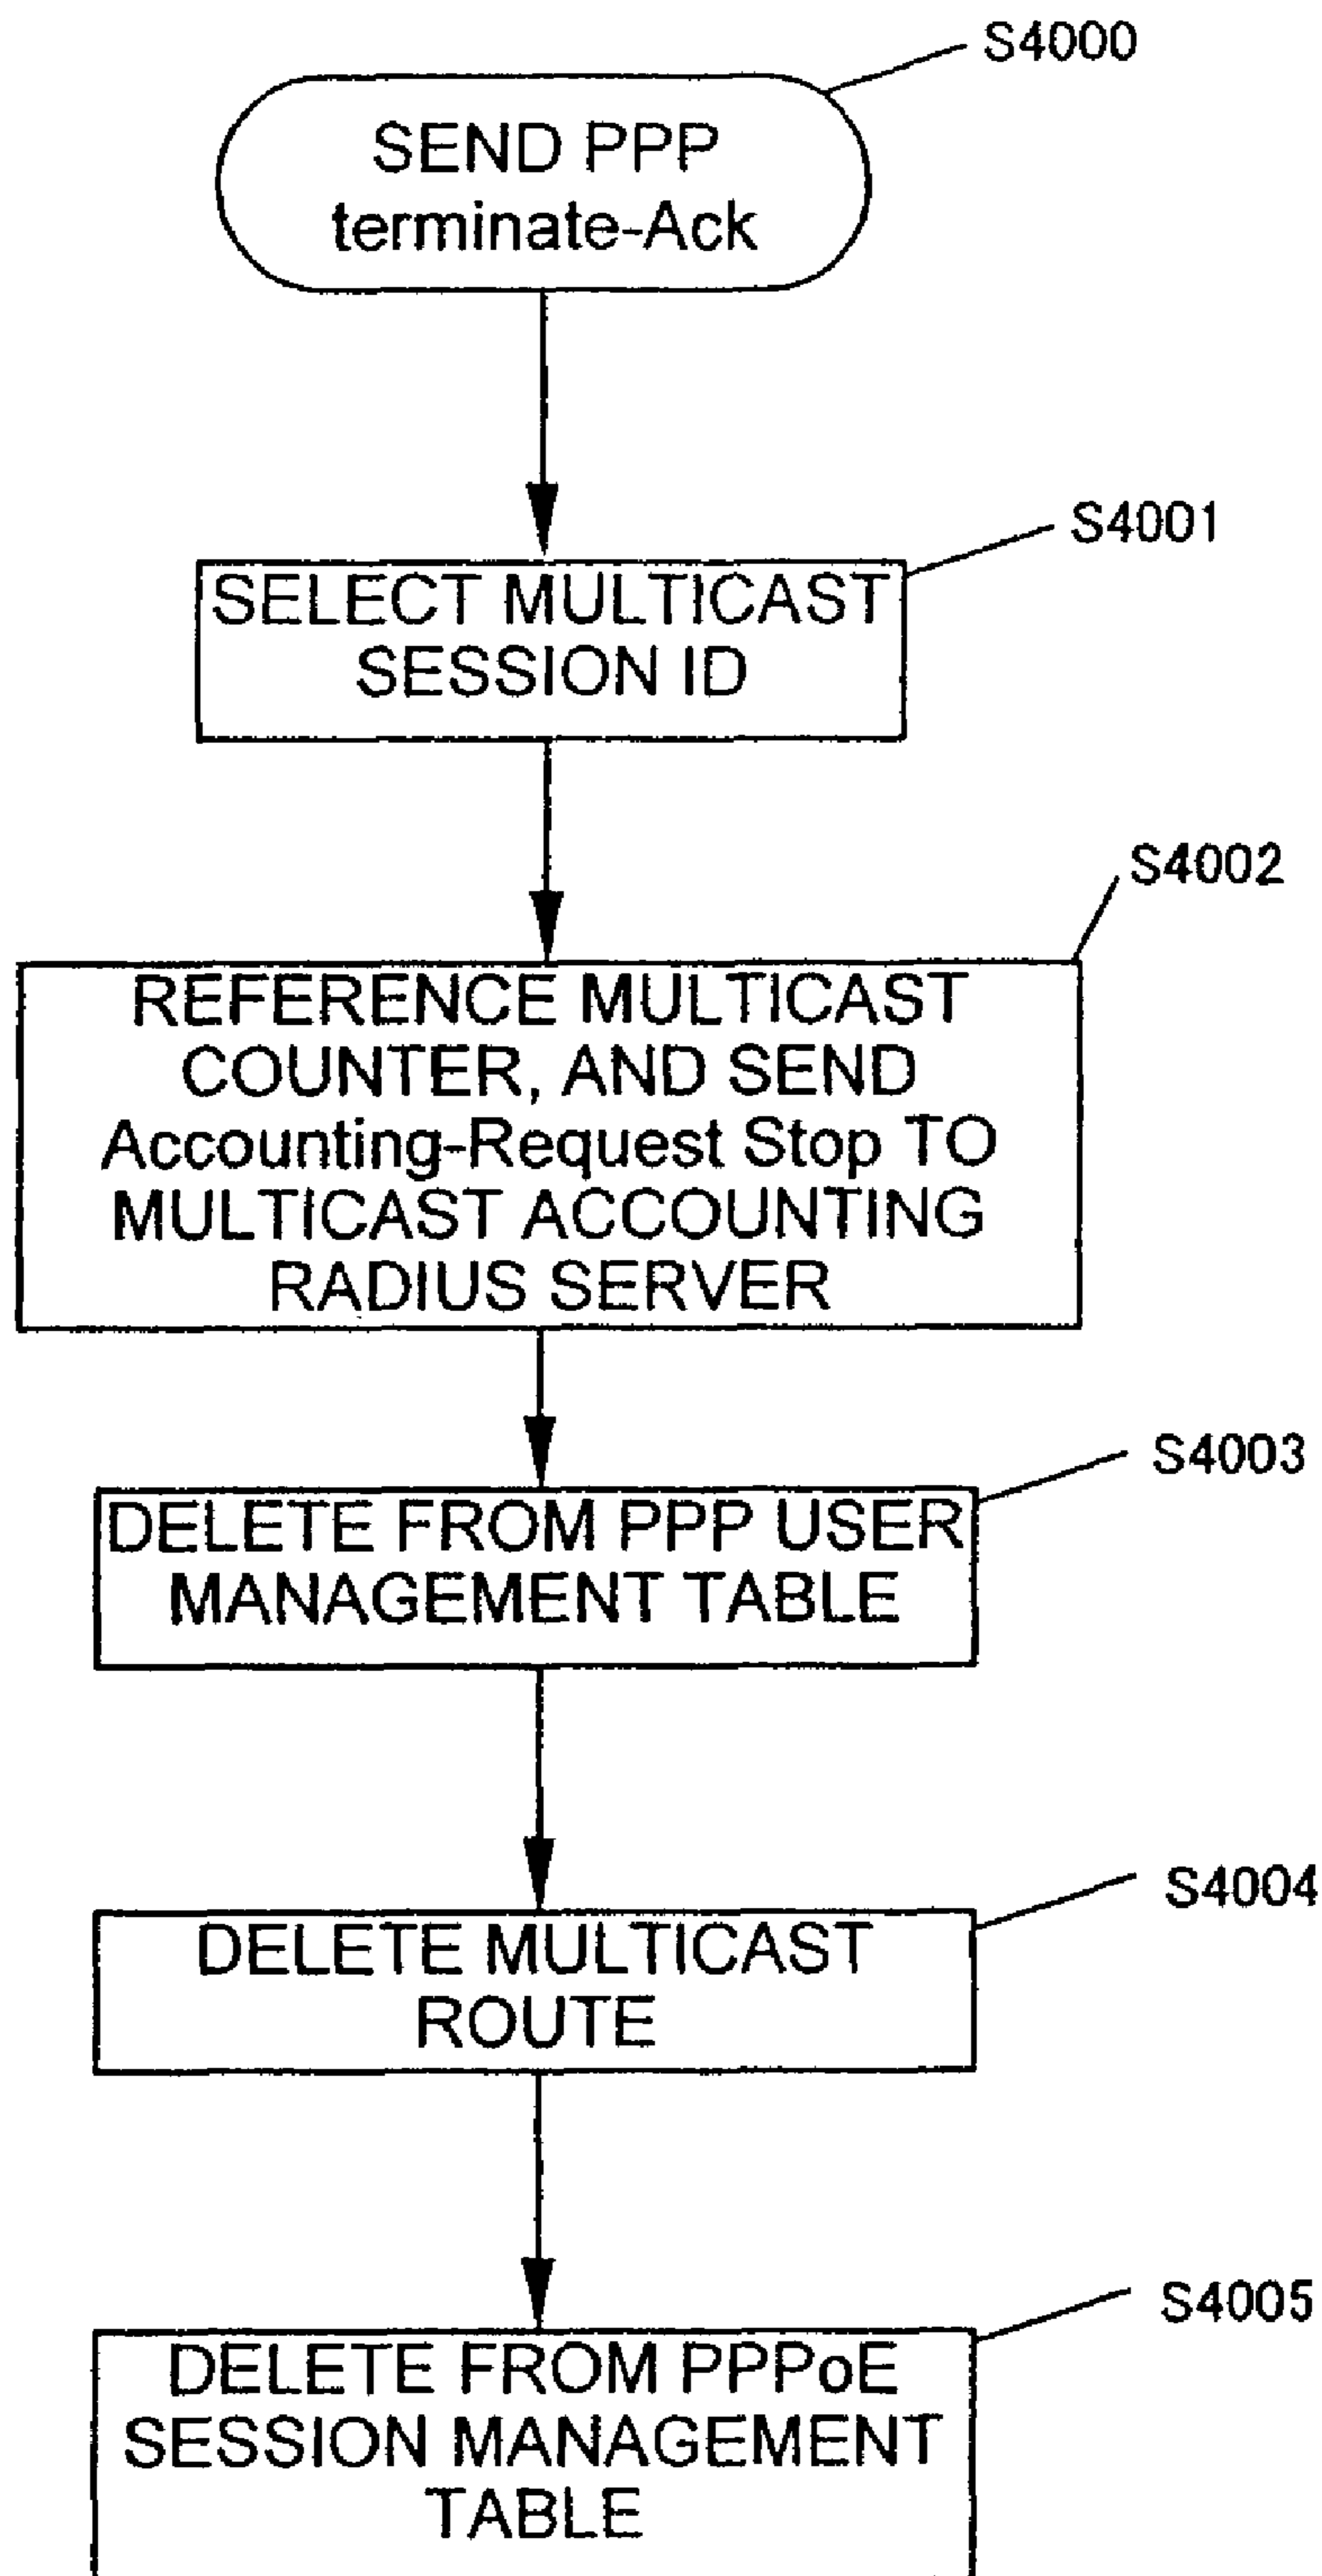 S4000
SEND PPP
terminate-Ack
S4001
SELECT MULTICAST
SESSION ID
S4002
REFERENCE MULTICAST
COUNTER, AND SEND
Accounting-Request Stop TO
MULTICAST ACCOUNTING
RADIUS SERVER
S4003
DELETE FROM PPP USER
MANAGEMENT TABLE
S4004
DELETE MULTICAST
ROUTE
S4005
DELETE FROM PPPoE
SESSION MANAGEMENT
TABLE